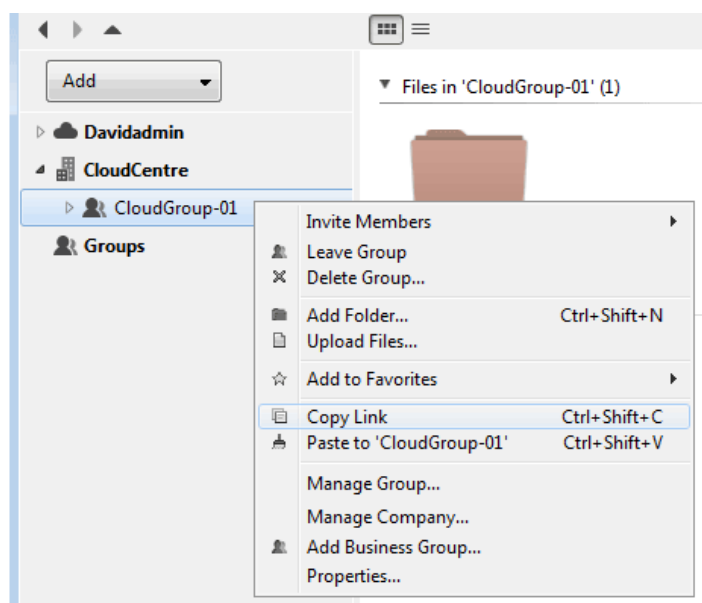 Add
Files in 'CloudGroup-01' (1)
Davidadmin
CloudCentre
CloudGroup-01
Groups
Invite Members
Leave Group
Delete Group...
Add Folder... Ctrl+Shift+N
Upload Files...
Add to Favorites
Copy Link Ctrl+Shift+C
Paste to 'CloudGroup-01' Ctrl+Shift+V
Manage Group...
Manage Company...
Add Business Group...
Properties...